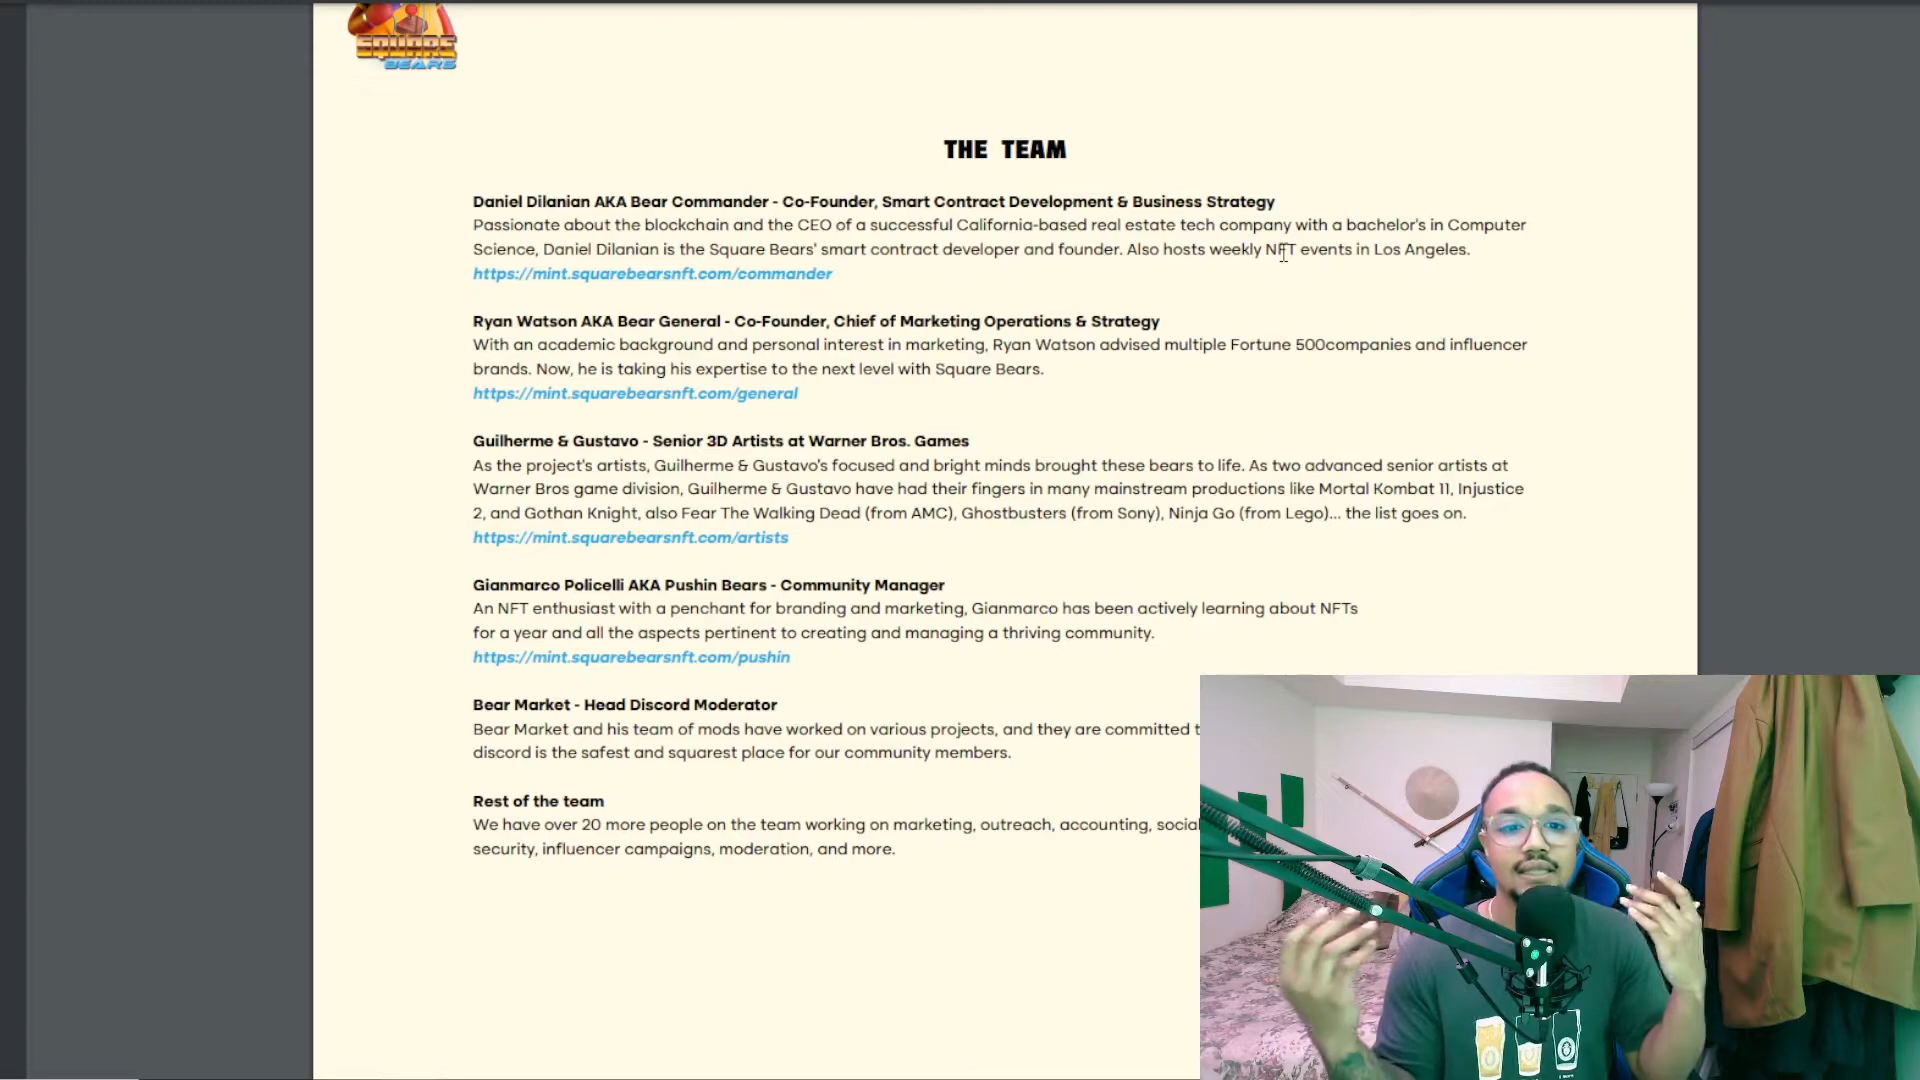 SQUARE
BEARS
THE TEAM
Daniel Dilanian AKA Bear Commander - Co-Founder, Smart Contract Development & Business Strategy
Passionate about the blockchain and the CEO of a successful California-based real estate tech company with a bachelor's in Computer
Science, Daniel Dilanian is the Square Bears' smart contract developer and founder. Also hosts weekly NFT events in Los Angeles.
https://mint.squarebearsnft.com/commander
Ryan Watson AKA Bear General - Co-Founder, Chief of Marketing Operations & Strategy
With an academic background and personal interest in marketing, Ryan Watson advised multiple Fortune 500companies and influencer
brands. Now, he is taking his expertise to the next level with Square Bears.
https://mint.squarebearsnft.com/general
Guilherme & Gustavo - Senior 3D Artists at Warner Bros. Games
As the project's artists, Guilherme & Gustavo's focused and bright minds brought these bears to life. As two advanced senior artists at
Warner Bros game division, Guilherme & Gustavo have had their fingers in many mainstream productions like Mortal Kombat 11, Injustice
2, and Gothan Knight, also Fear The Walking Dead (from AMC), Ghostbusters (from Sony), Ninja Go (from Lego)... the list goes on.
https://mint.squarebearsnft.com/artists
Gianmarco Policelli AKA Pushin Bears - Community Manager
An NFT enthusiast with a penchant for branding and marketing, Gianmarco has been actively learning about NFTs
for a year and all the aspects pertinent to creating and managing a thriving community.
https://mint.squarebearsnft.com/pushin
Bear Market - Head Discord Moderator
Bear Market and his team of mods have worked on various projects, and they are committed t
discord is the safest and squarest place for our community members.
Rest of the team
We have over 20 more people on the team working on marketing, outreach, accounting, social
security, influencer campaigns, moderation, and more.